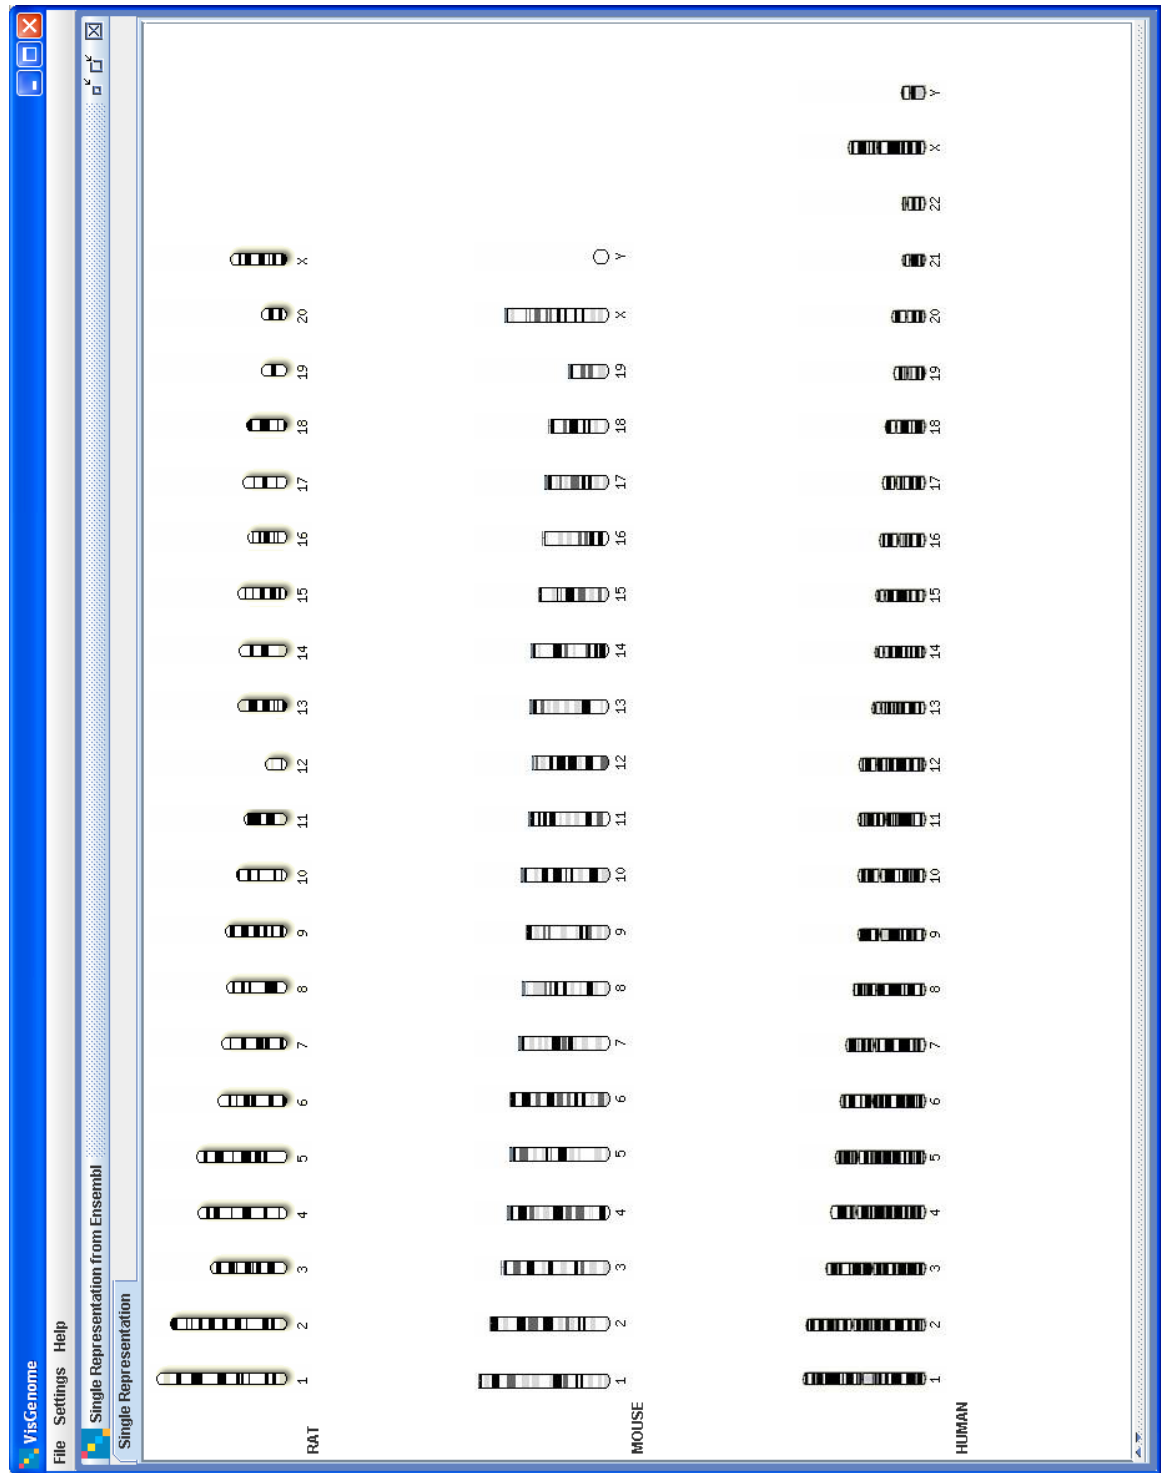 VisGenome
File Settings Help
Single Representation from Ensembl
Single Representation
1 2 3 4 5 6 7 8 9 10 11 12 13 14 15 16 17 18 19 20 X
RAT
1 2 3 4 5 6 7 8 9 10 11 12 13 14 15 16 17 18 19 X Y
MOUSE
1 2 3 4 5 6 7 8 9 10 11 12 13 14 15 16 17 18 19 20 21 22 X Y
HUMAN